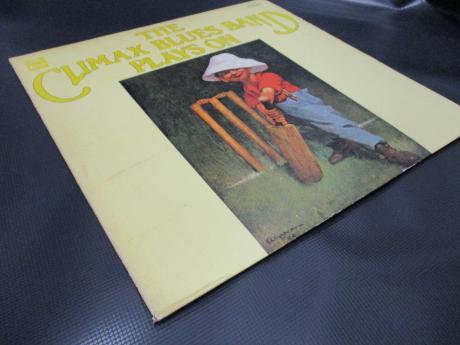 THE
CLIMAX BLUES BAND
PLAYS ON